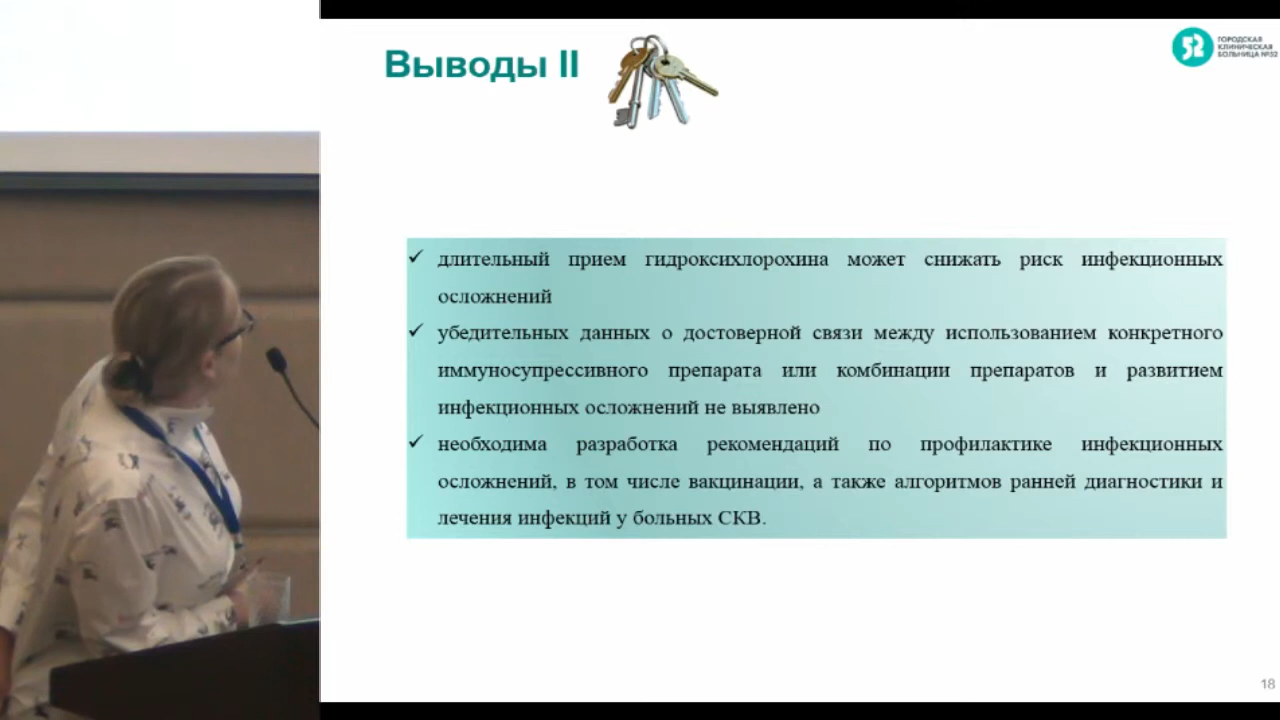 Выводы II
52
ГОРОДСКАЯ
КЛИНИЧЕСКАЯ
БОЛЬНИЦА №52
✓ длительный прием гидроксихлорохина может снижать риск инфекционных
осложнений
✓ убедительных данных о достоверной связи между использованием конкретного
иммуносупрессивного препарата или комбинации препаратов и развитием
инфекционных осложнений не выявлено
✓ необходима разработка рекомендаций по профилактике инфекционных
осложнений, в том числе вакцинации, а также алгоритмов ранней диагностики и
лечения инфекций у больных СКВ.
18